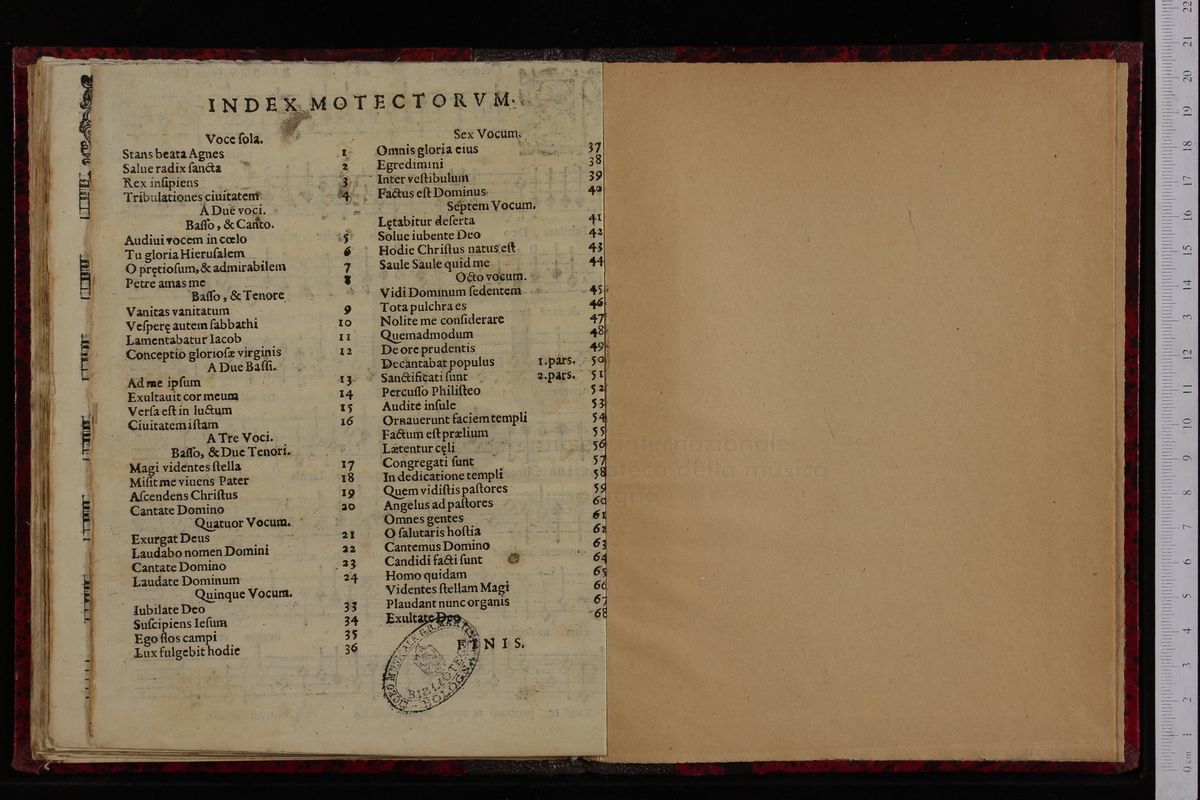 INDEX MOTECTORVM.
Voce ſola.
Stans beata Agnes 1
Salue radix ſancta 2
Rex inſipiens 3
Tribulationes ciuitatem 4
A Due voci.
Baſſo, & Canto.
Audiui vocem in cœlo 5
Tu gloria Hieruſalem 6
O pretioſum, & admirabilem 7
Petre amas me 8
Baſſo, & Tenore
Vanitas vanitatum 9
Veſperę autem ſabbathi 10
Lamentabatur Iacob 11
Conceptio glorioſæ virginis 12
A Due Baſſi.
Ad me ipſum 13
Exultauit cor meum 14
Verſa eſt in luctum 15
Ciuitatem iſtam 16
A Tre Voci.
Baſſo, & Due Tenori.
Magi videntes ſtella 17
Miſit me viuens Pater 18
Aſcendens Chriſtus 19
Cantate Domino 20
Quatuor Vocum.
Exurgat Deus 21
Laudabo nomen Domini 22
Cantate Domino 23
Laudate Dominum 24
Quinque Vocum.
Iubilate Deo 33
Suſcipiens Ieſum 34
Ego flos campi 35
Lux fulgebit hodie 36
Sex Vocum.
Omnis gloria eius 37
Egredimini 38
Inter veſtibulum 39
Factus eſt Dominus 40
Septem Vocum.
Lętabitur deſerta 41
Solue iubente Deo 42
Hodie Chriſtus natus eſt 43
Saule Saule quid me 44
Octo vocum.
Vidi Dominum ſedentem 45
Tota pulchra es 46
Nolite me conſiderare 47
Quemadmodum 48
De ore prudentis 49
Decantabat populus 1.pars. 50
Sanctificati ſunt 2.pars. 51
Percuſſo Philiſteo 52
Audite inſule 53
Ornauerunt faciem templi 54
Factum eſt prælium 55
Lætentur cęli 56
Congregati ſunt 57
In dedicatione templi 58
Quem vidiſtis paſtores 59
Angelus ad paſtores 60
Omnes gentes 61
O ſalutaris hoſtia 62
Cantemus Domino 63
Candidi facti ſunt 64
Homo quidam 65
Videntes ſtellam Magi 66
Plaudant nunc organis 67
Exultate Deo 68
FINIS.